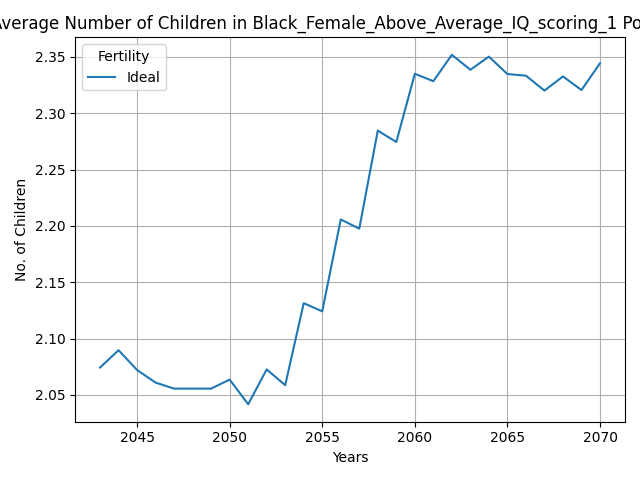 verage Number of Children in Black_Female_Above_Average_IQ_scoring_1 Po
Fertility
Ideal
No. of Children
2.35
2.30
2.25
2.20
2.15
2.10
2.05
2045 2050 2055 2060 2065 2070
Years